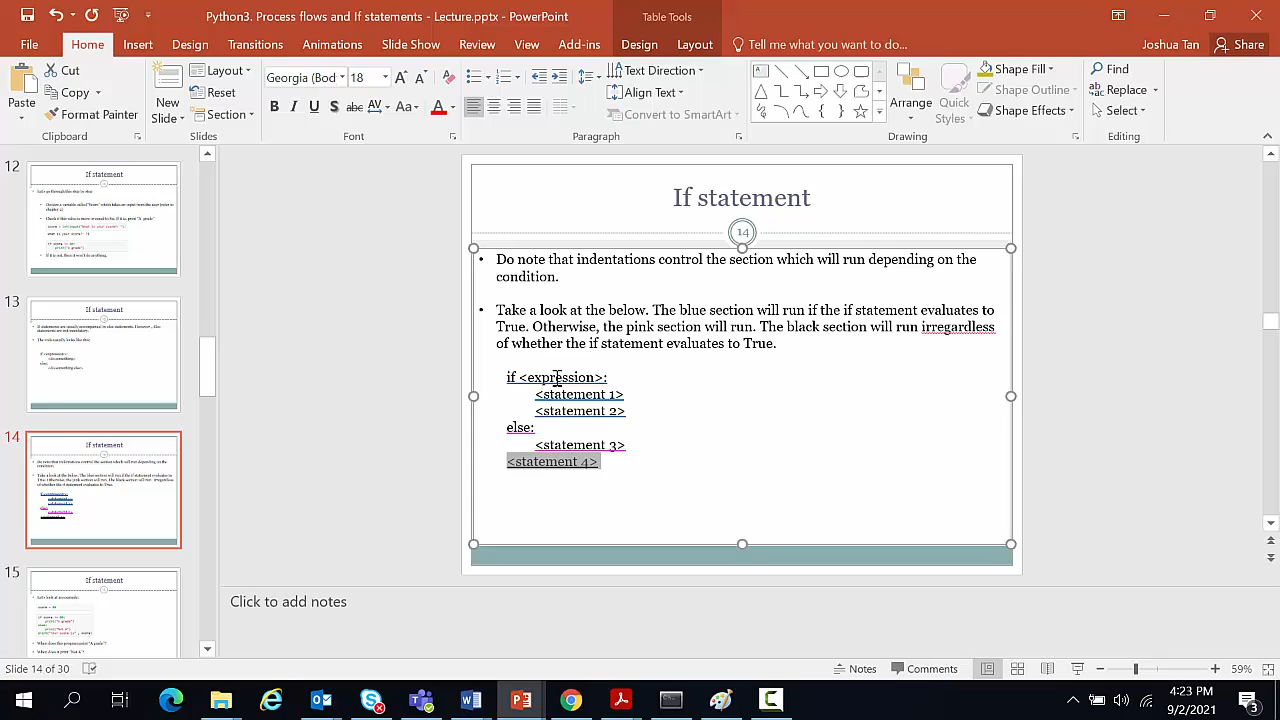 Python3. Process flows and If statements - Lecture.pptx - PowerPoint
Table Tools
File
Home
Insert
Design
Transitions
Animations
Slide Show
Review
View
Add-ins
Design
Layout
Tell me what you want to do...
Joshua Tan
Share
Paste
Cut
Copy
Format Painter
Clipboard
New Slide
Layout
Reset
Section
Slides
Georgia (Bod
18
B I U S abc AV Aa A
Font
Text Direction
Align Text
Convert to SmartArt
Paragraph
Arrange
Quick Styles
Shape Fill
Shape Outline
Shape Effects
Drawing
Find
Replace
Select
Editing
12
If statement
13
If statement
14
If statement
15
If statement
If statement
14
• Do note that indentations control the section which will run depending on the
condition.
• Take a look at the below. The blue section will run if the if statement evaluates to
True. Otherwise, the pink section will run. The black section will run irregardless
of whether the if statement evaluates to True.
if <expression>:
<statement 1>
<statement 2>
else:
<statement 3>
<statement 4>
Click to add notes
Slide 14 of 30
Notes
Comments
59%
4:23 PM
9/2/2021
3